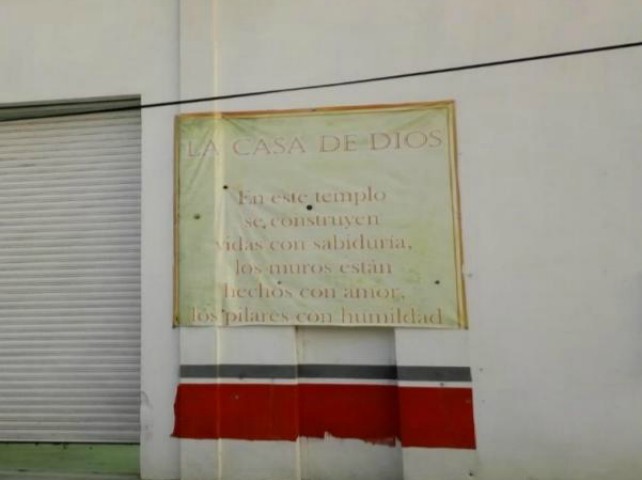 LA CASA DE DIOS
En este templo
se construyen
vidas con sabiduría,
los muros están
hechos con amor,
los pilares con humildad